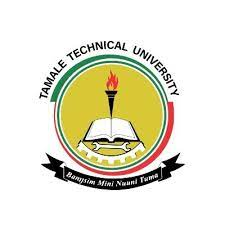 TAMALE TECHNICAL UNIVERSITY
Bangsim Mini Nuuni Tuma